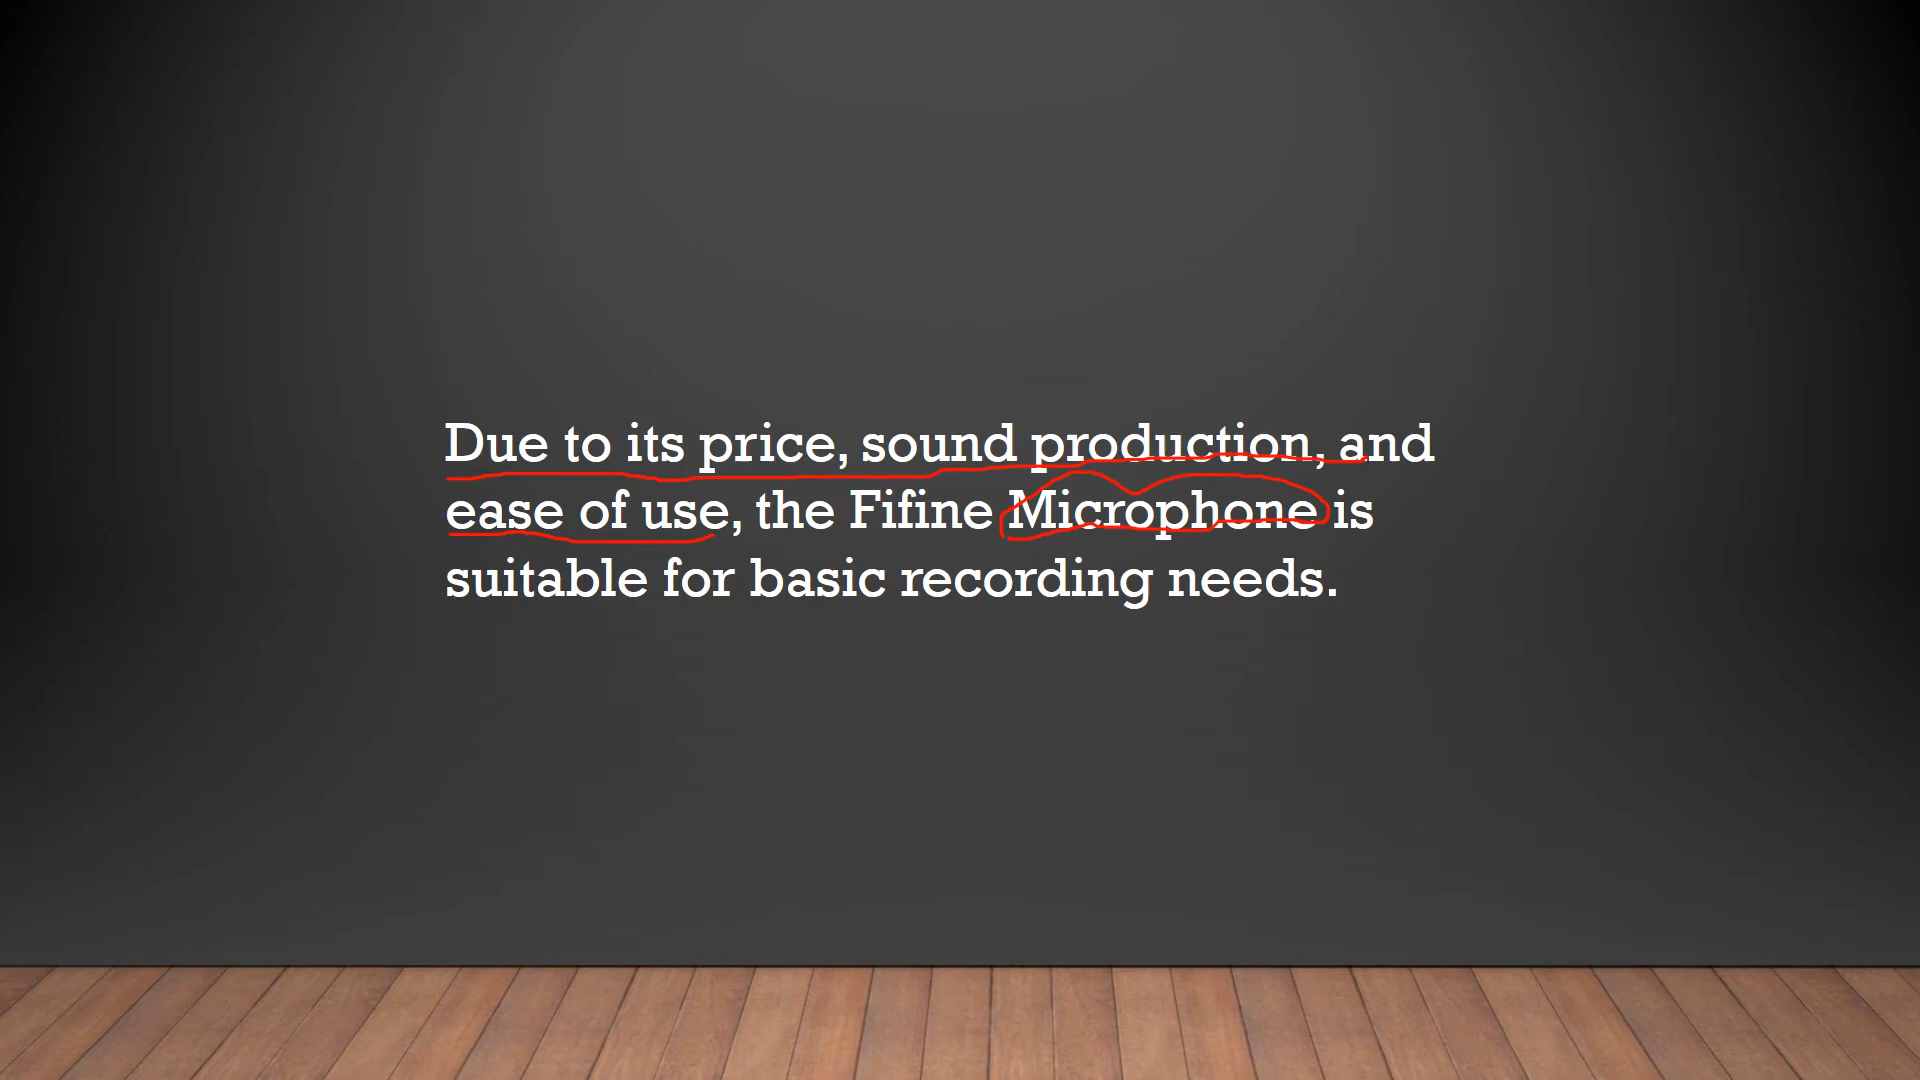 Due to its price, sound production, and
ease of use, the Fifine Microphone is
suitable for basic recording needs.